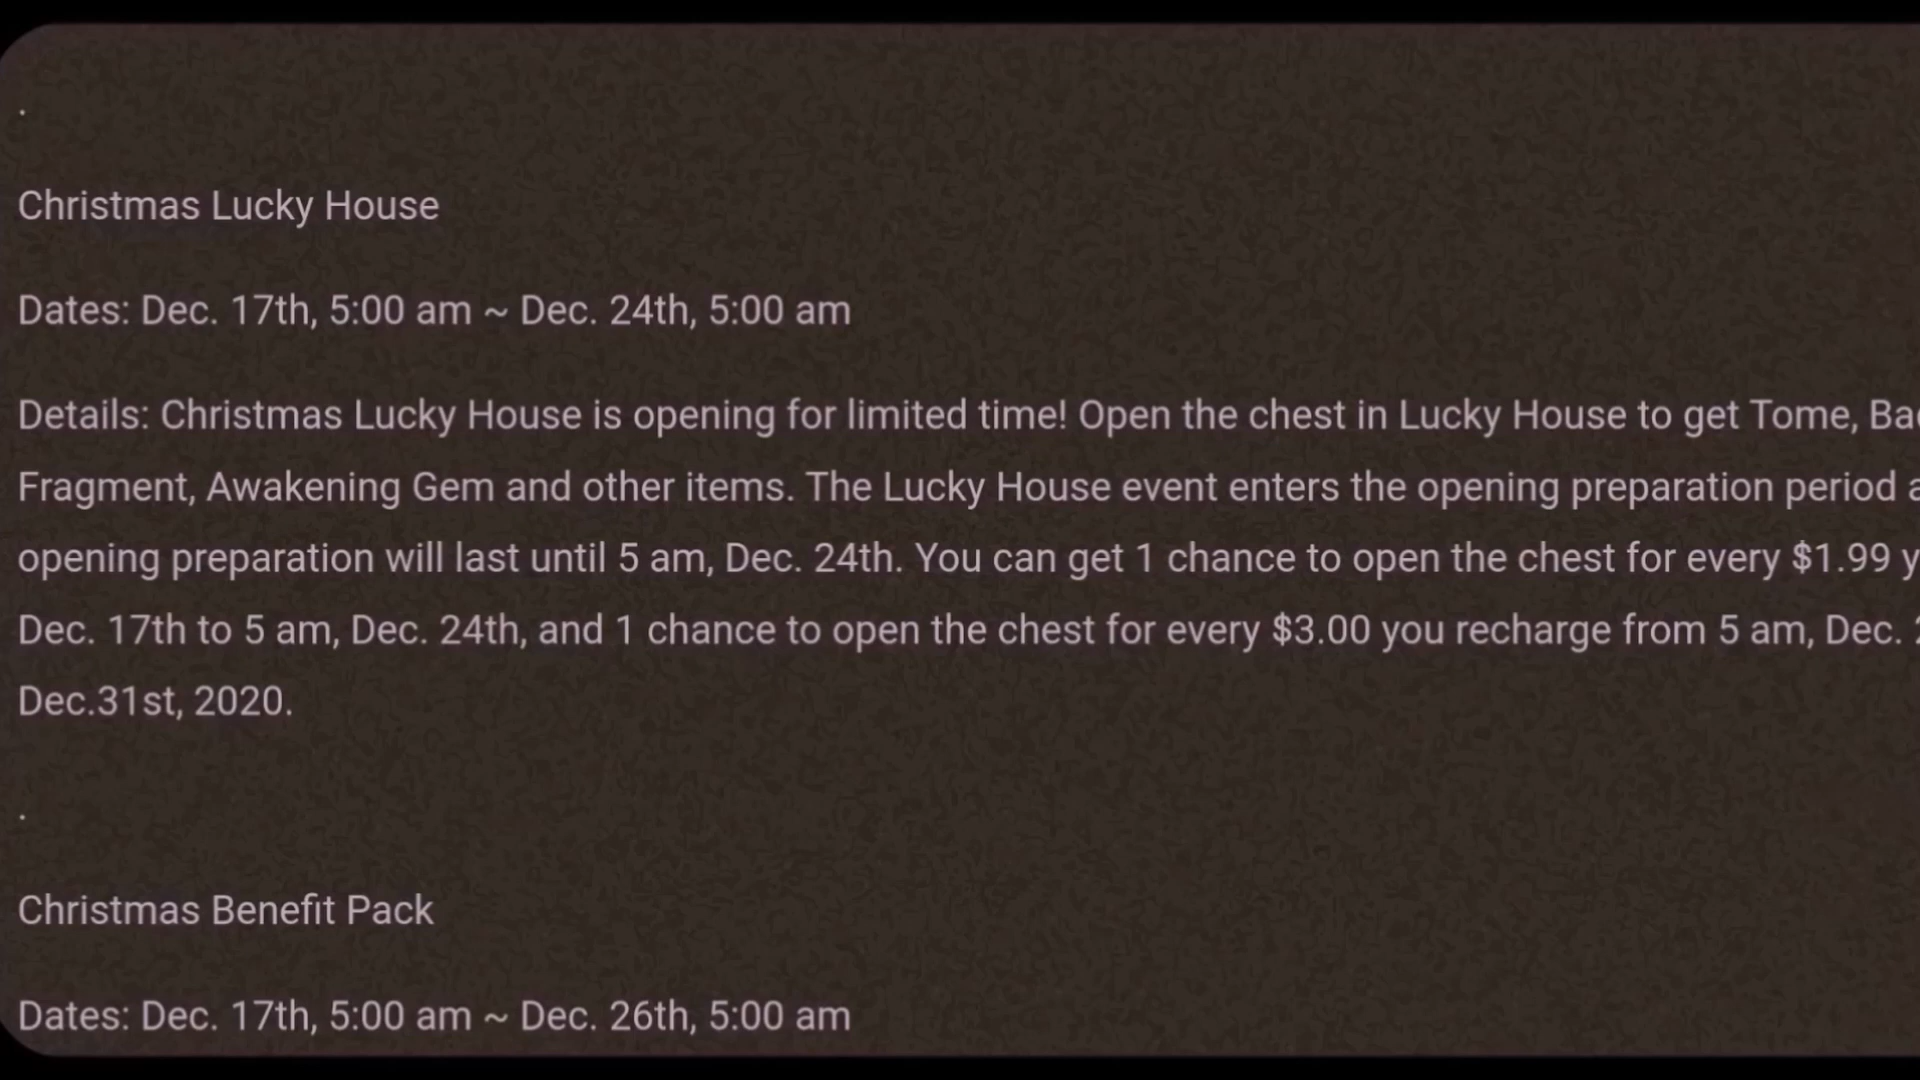 .
Christmas Lucky House
Dates: Dec. 17th, 5:00 am ~ Dec. 24th, 5:00 am
Details: Christmas Lucky House is opening for limited time! Open the chest in Lucky House to get Tome,
Fragment, Awakening Gem and other items. The Lucky House event enters the opening preparation period
opening preparation will last until 5 am, Dec. 24th. You can get 1 chance to open the chest for every $1.99
Dec. 17th to 5 am, Dec. 24th, and 1 chance to open the chest for every $3.00 you recharge from 5 am, Dec.
Dec.31st, 2020.
.
Christmas Benefit Pack
Dates: Dec. 17th, 5:00 am ~ Dec. 26th, 5:00 am